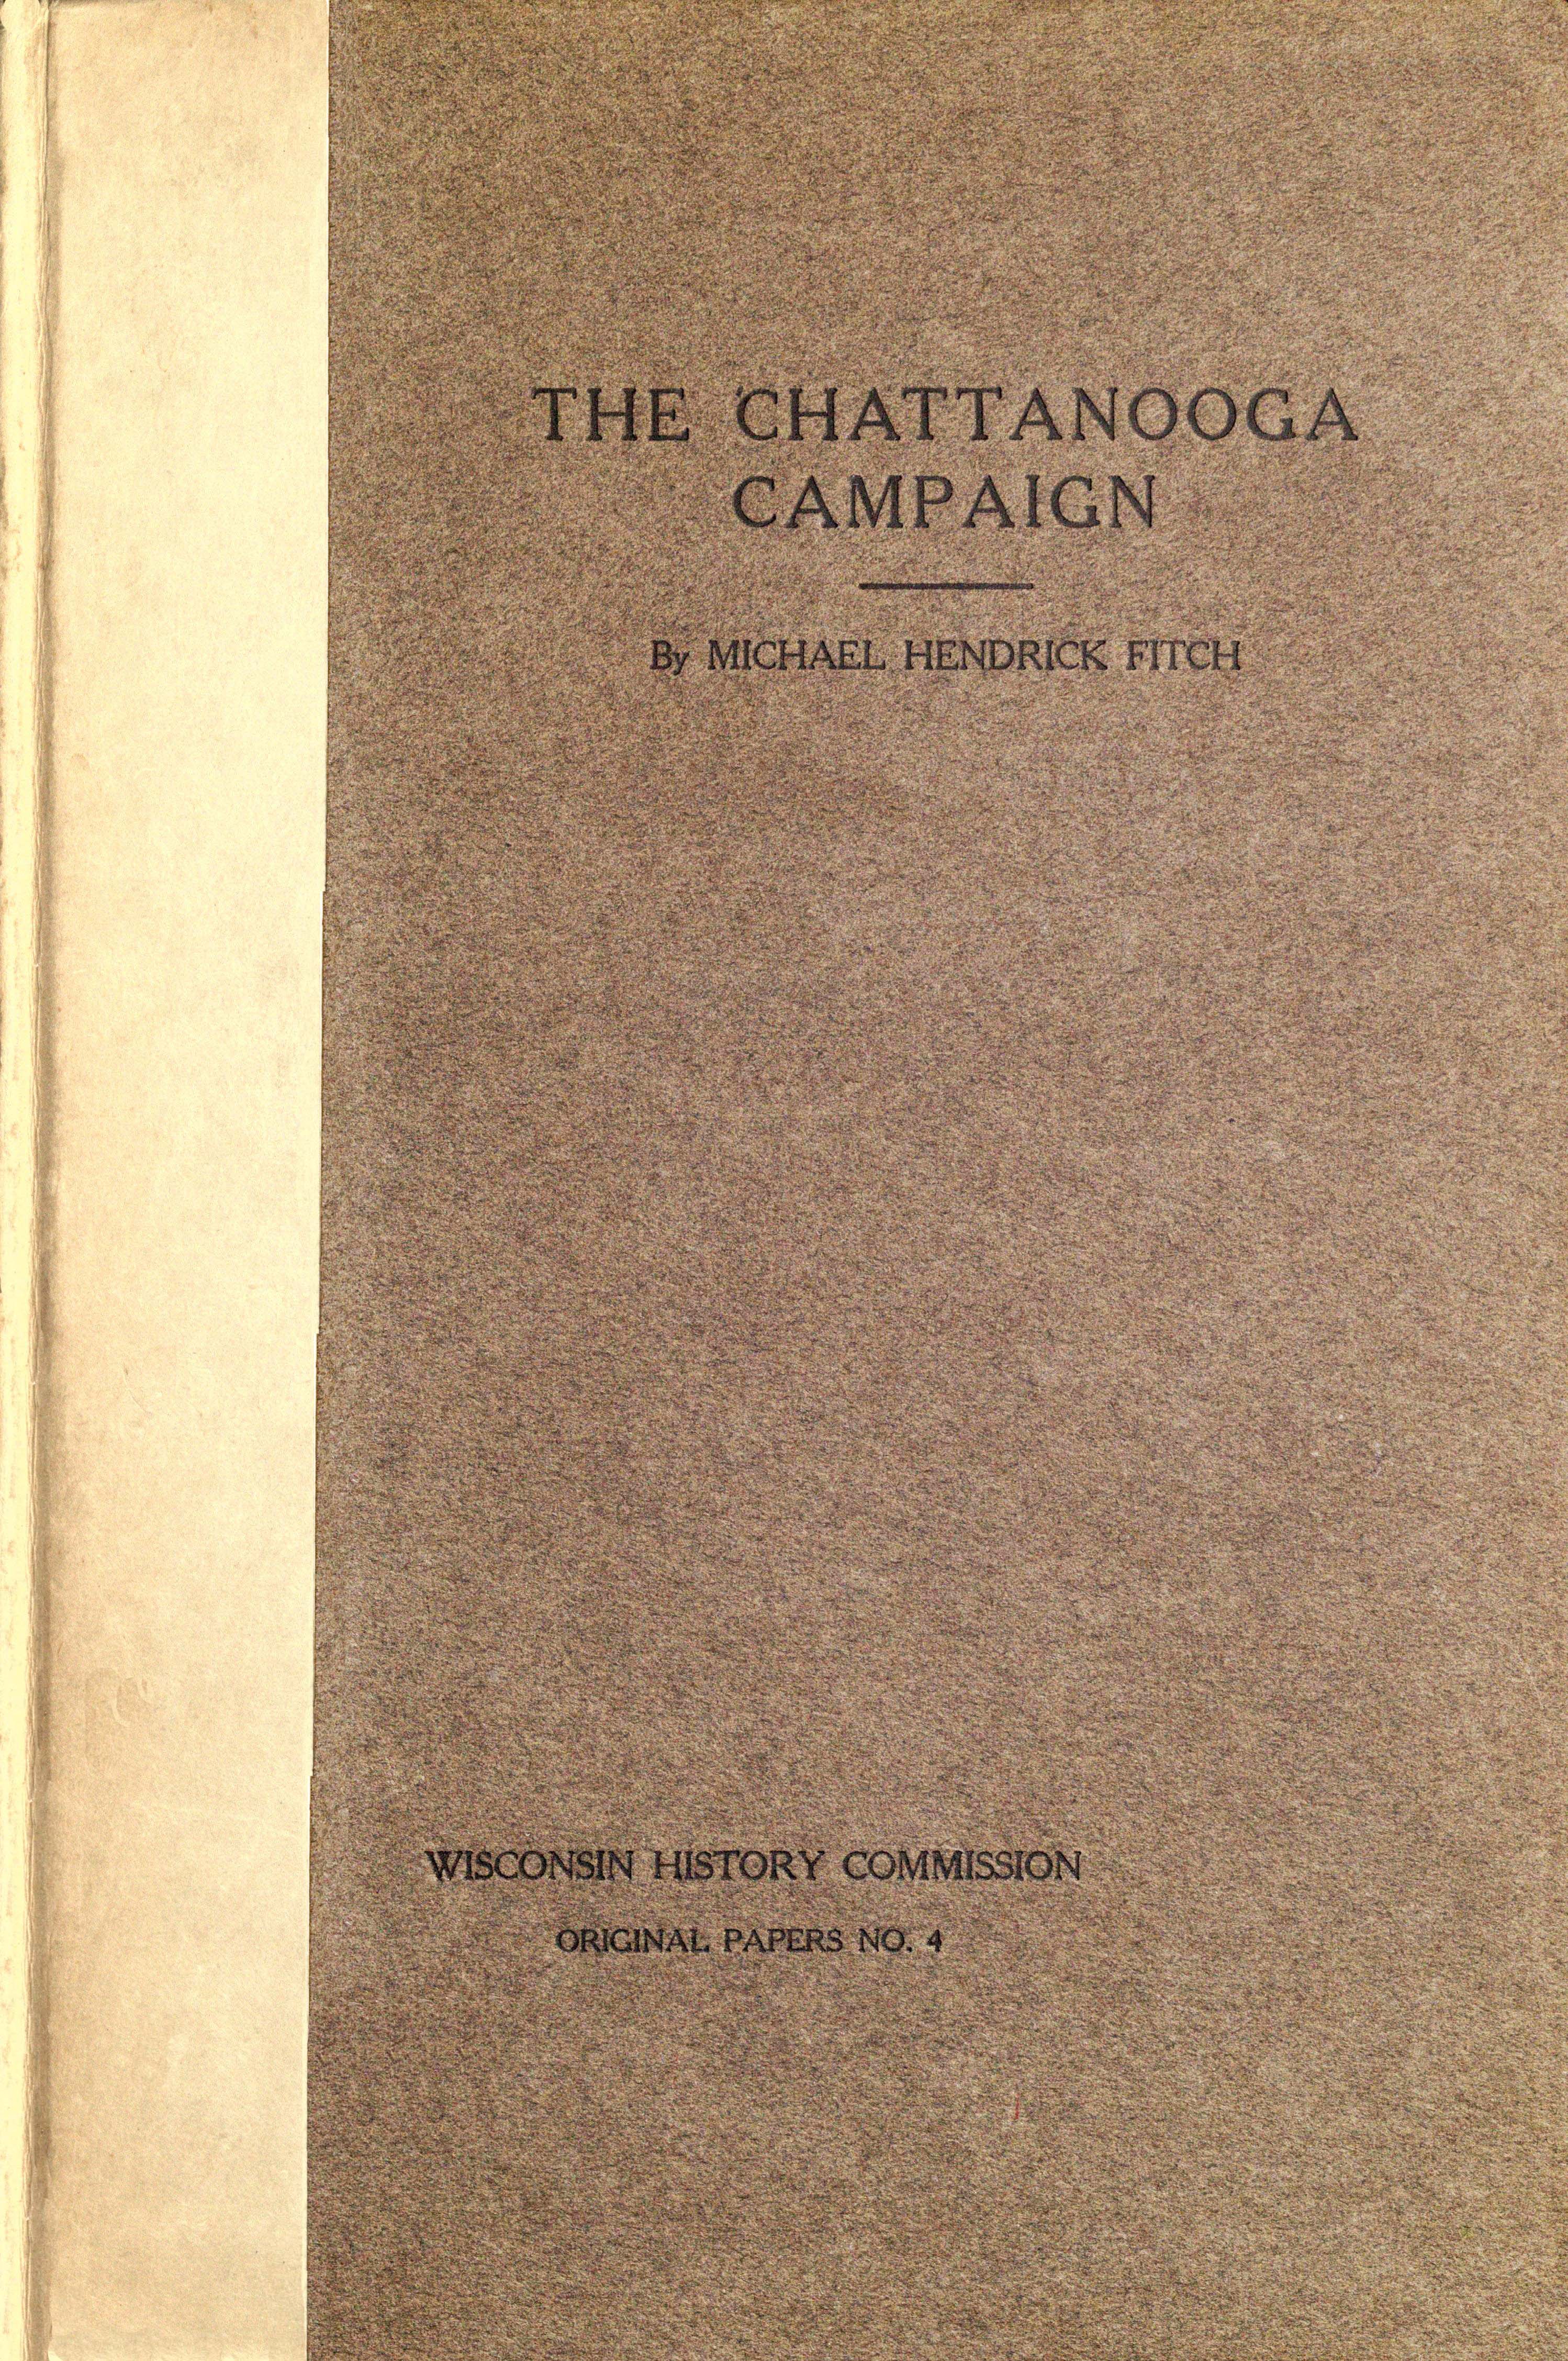 THE CHATTANOOGA
CAMPAIGN
By MICHAEL HENDRICK FITCH
WISCONSIN HISTORY COMMISSION
ORIGINAL PAPERS NO. 4